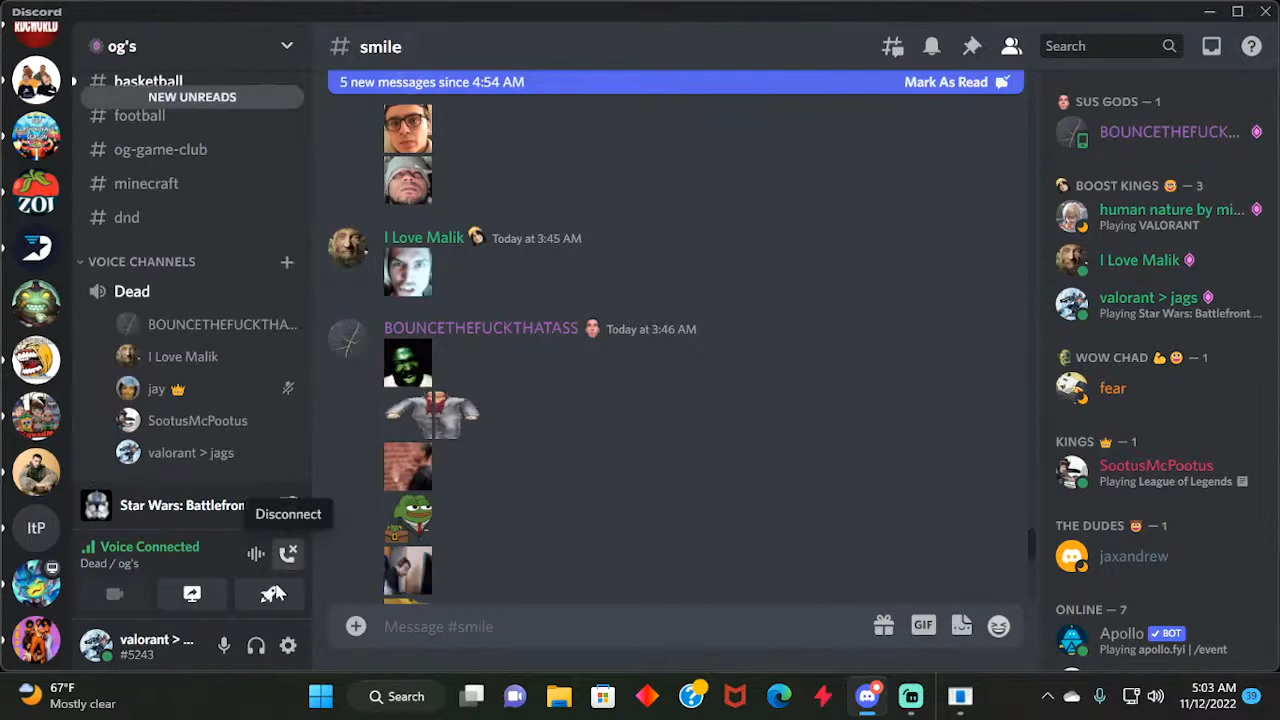 Discord
RDCWORLD
og's
smile
Search
basketball
NEW UNREADS
5 new messages since 4:54 AM
Mark As Read
football
og-game-club
minecraft
dnd
VOICE CHANNELS
Dead
BOUNCETHEFUCKTHA...
I Love Malik
jay
SootusMcPootus
valorant > jags
Star Wars: Battlefron
Disconnect
Voice Connected
Dead / og's
valorant > ...
#5243
ZOI
ItP
I Love Malik Today at 3:45 AM
BOUNCETHEFUCKTHATASS Today at 3:46 AM
Message #smile
GIF
SUS GODS — 1
BOUNCETHEFUCK...
BOOST KINGS — 3
human nature by mi...
Playing VALORANT
I Love Malik
valorant > jags
Playing Star Wars: Battlefront ...
WOW CHAD — 1
fear
KINGS — 1
SootusMcPootus
Playing League of Legends
THE DUDES — 1
jaxandrew
ONLINE — 7
Apollo BOT
Playing apollo.fyi | /event
67°F
Mostly clear
Search
5:03 AM
11/12/2022
39